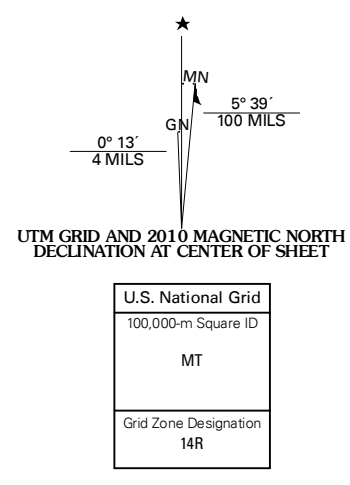 ★
MN
5° 39´
100 MILS
GN
0° 13´
4 MILS
UTM GRID AND 2010 MAGNETIC NORTH
DECLINATION AT CENTER OF SHEET
U.S. National Grid
100,000-m Square ID
MT
Grid Zone Designation
14R